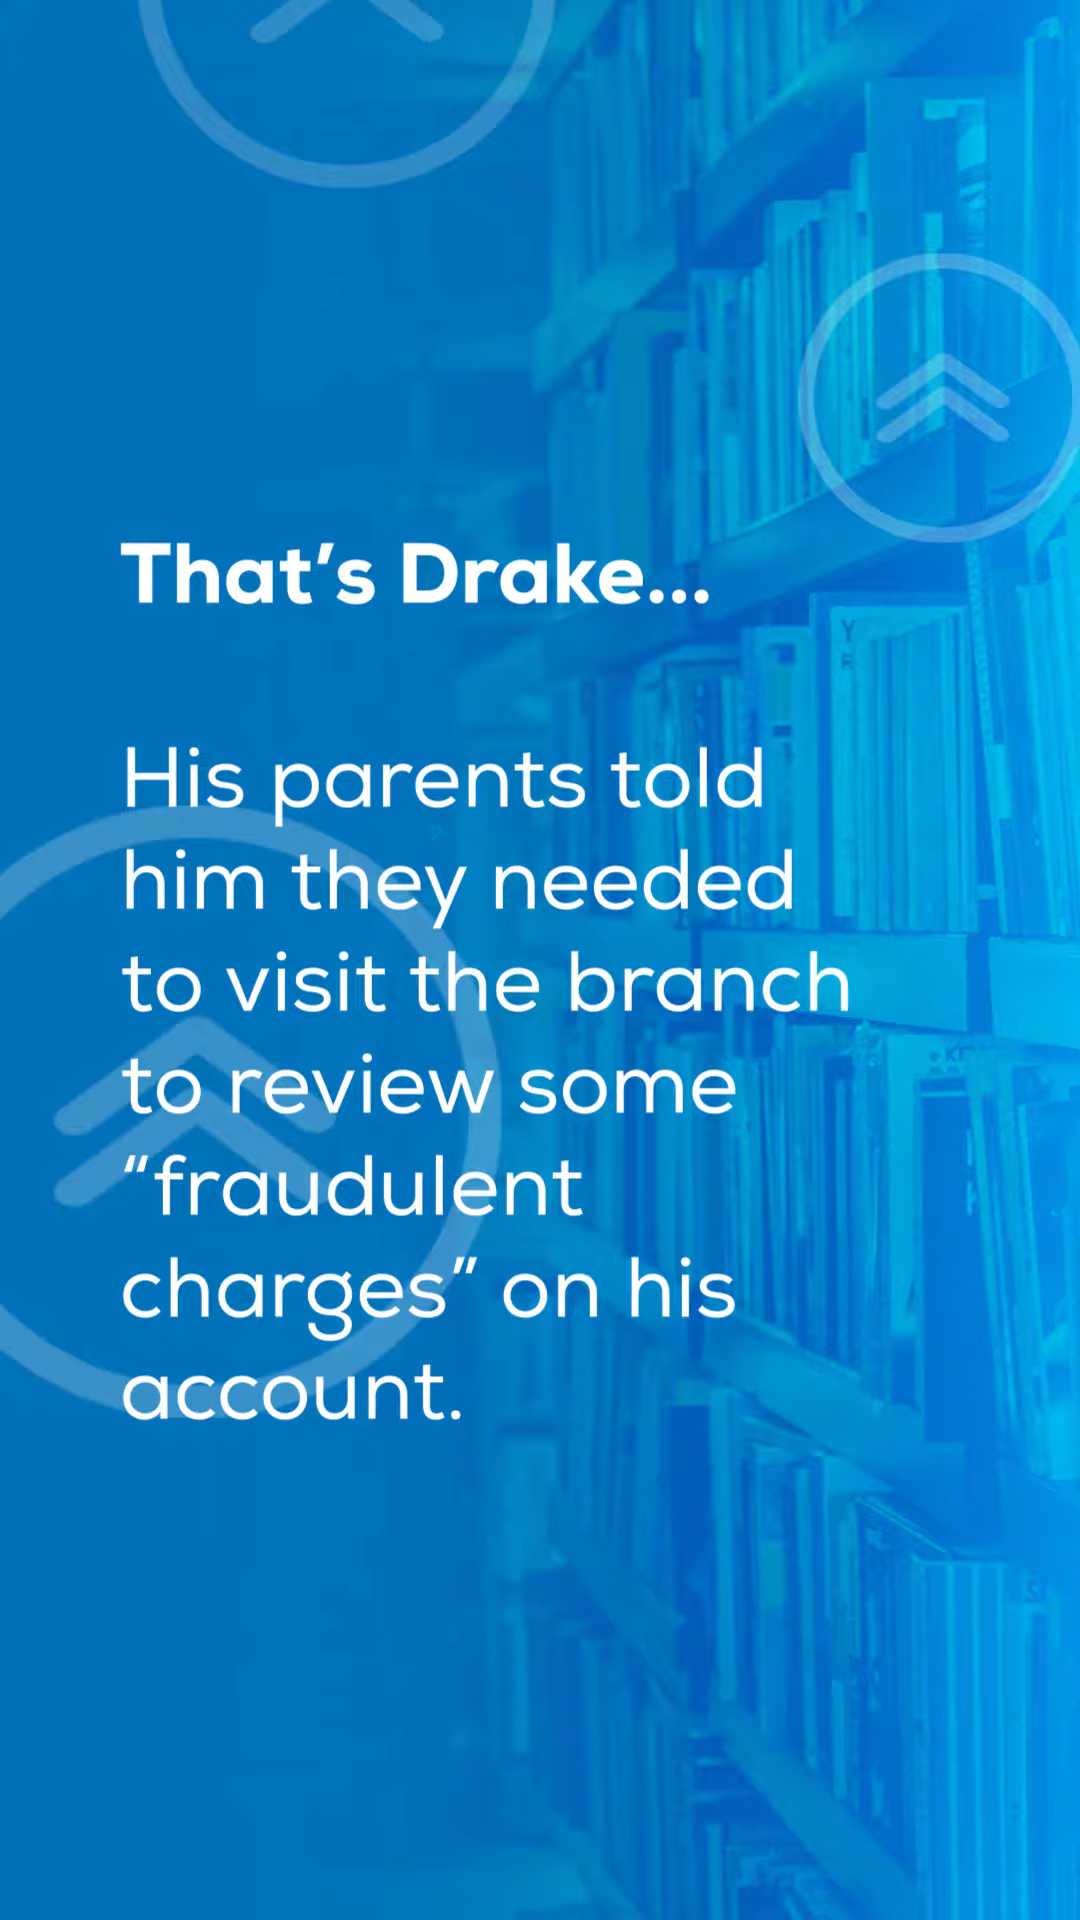 That’s Drake...
His parents told
him they needed
to visit the branch
to review some
“fraudulent
charges” on his
account.